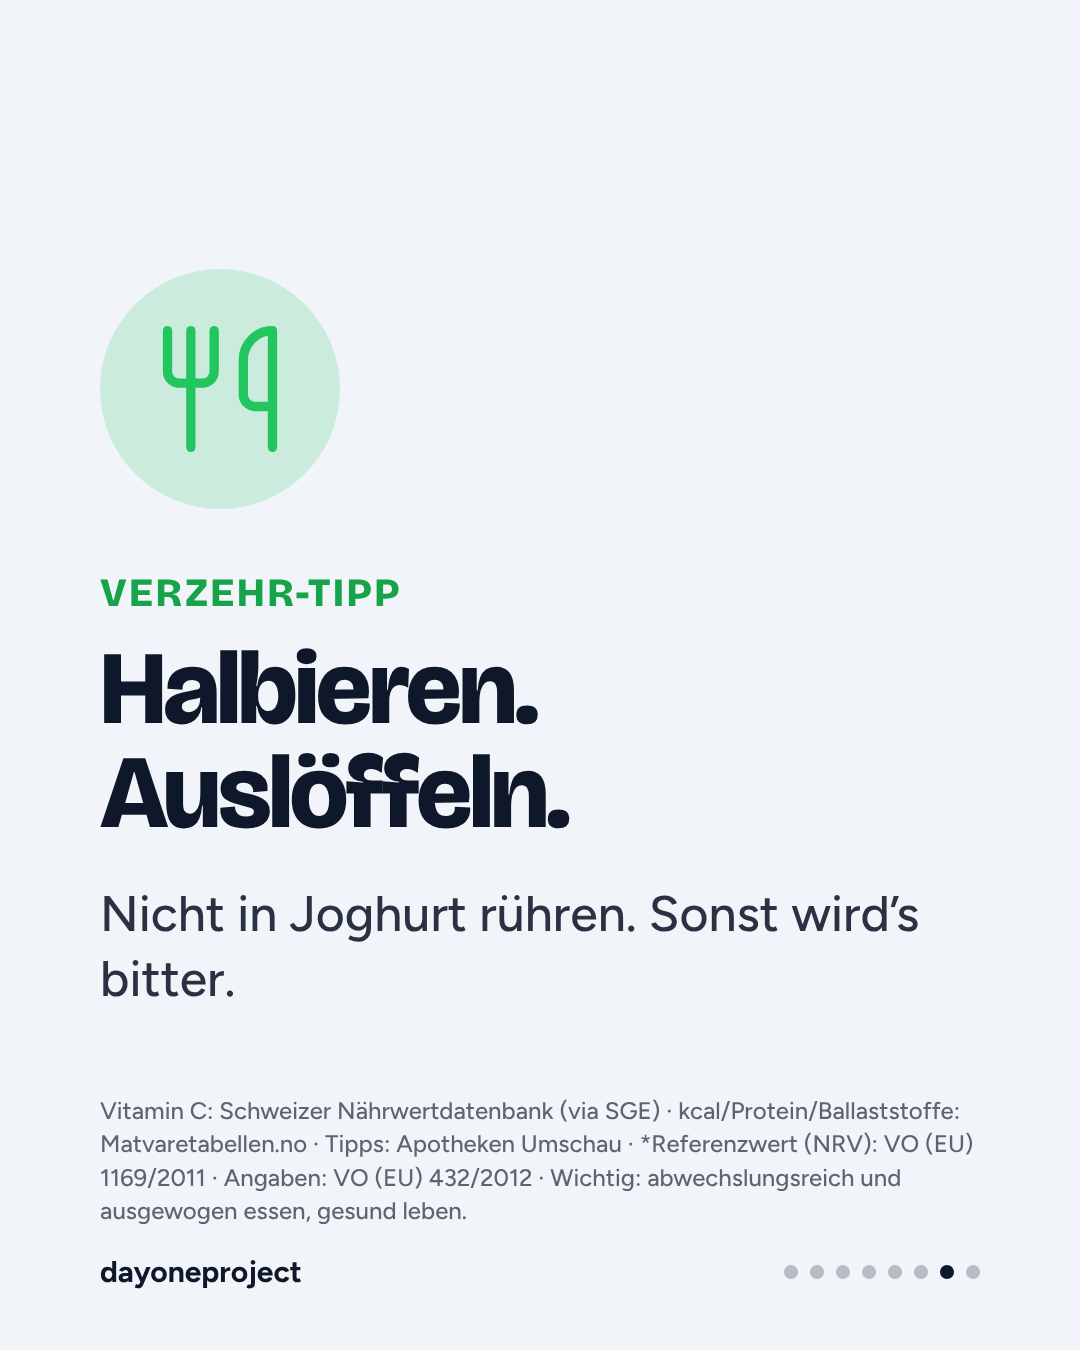 VERZEHR-TIPP
Halbieren.
Auslöffeln.
Nicht in Joghurt rühren. Sonst wird’s
bitter.
Vitamin C: Schweizer Nährwertdatenbank (via SGE) · kcal/Protein/Ballaststoffe:
Matvaretabellen.no · Tipps: Apotheken Umschau · *Referenzwert (NRV): VO (EU)
1169/2011 · Angaben: VO (EU) 432/2012 · Wichtig: abwechslungsreich und
ausgewogen essen, gesund leben.
dayoneproject